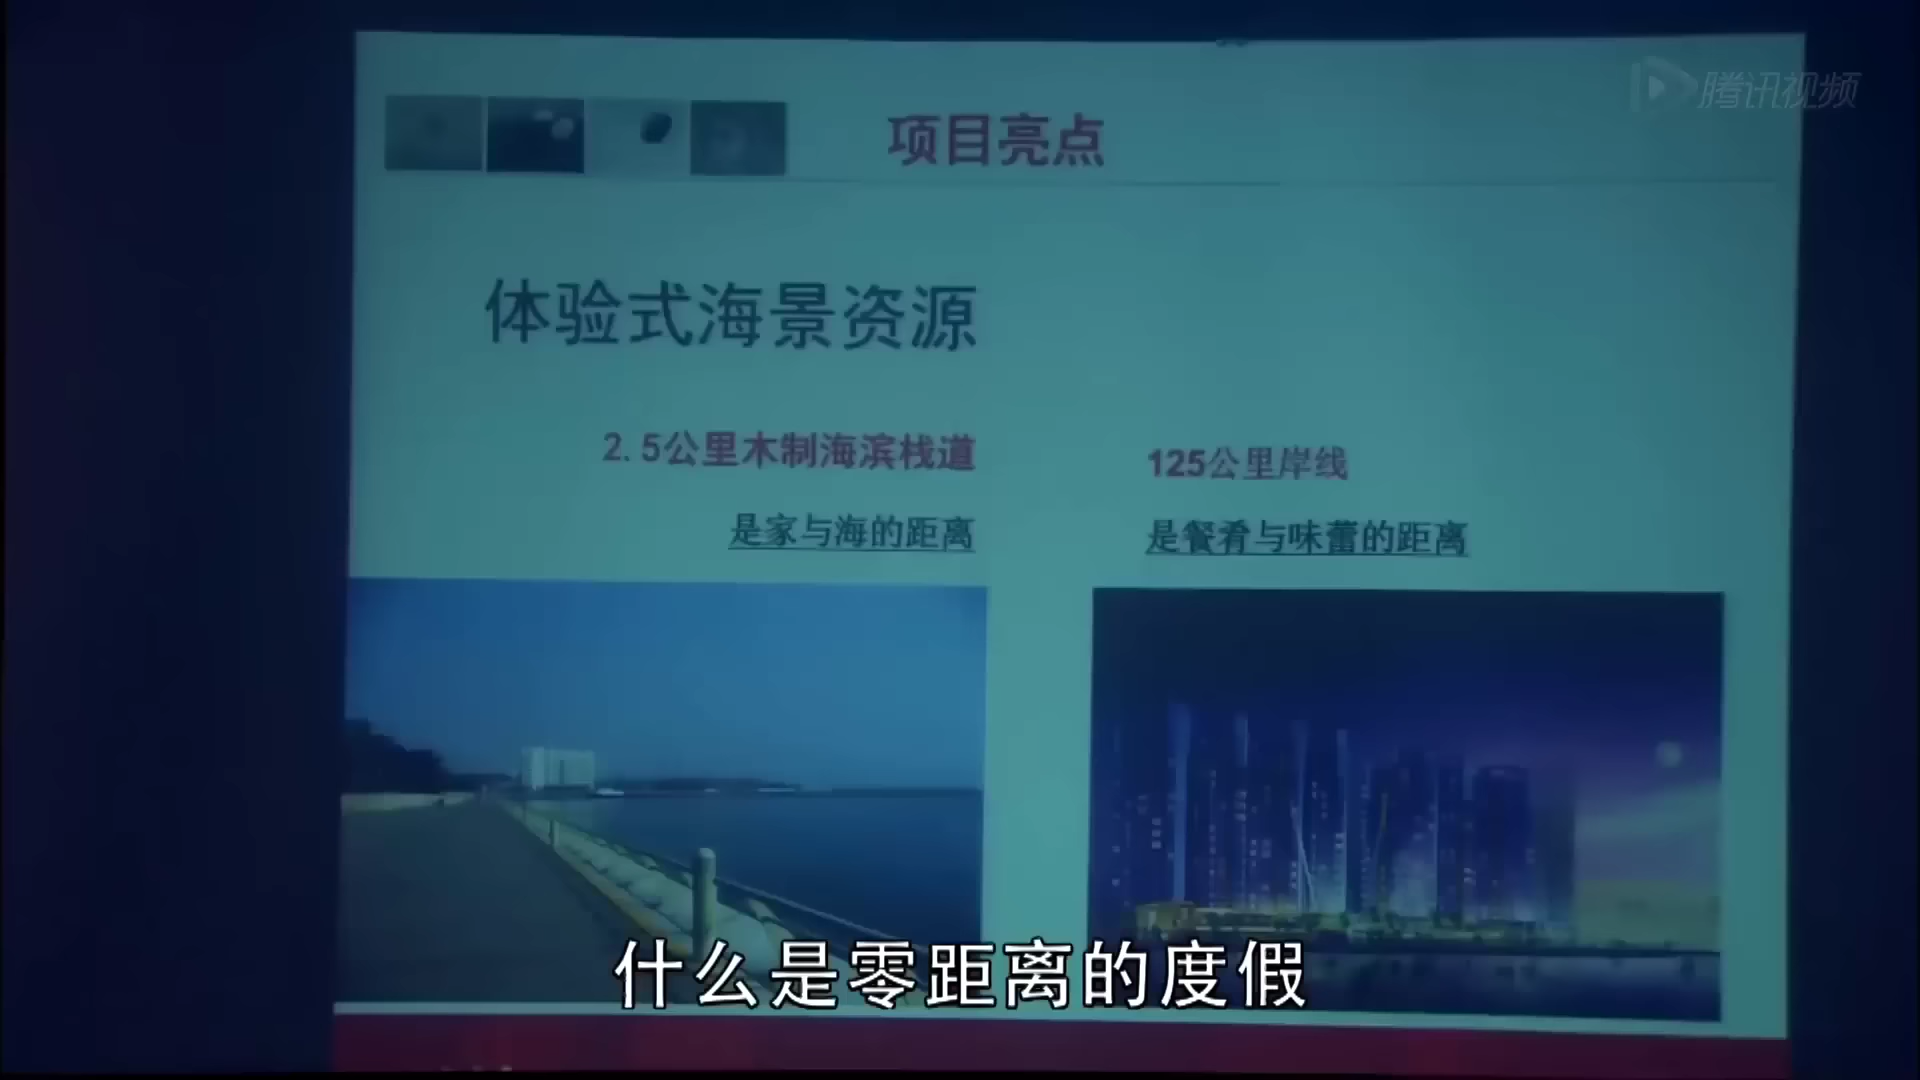 腾讯视频
项目亮点
体验式海景资源
2.5公里木制海滨栈道
是家与海的距离
125公里岸线
是餐肴与味蕾的距离
什么是零距离的度假